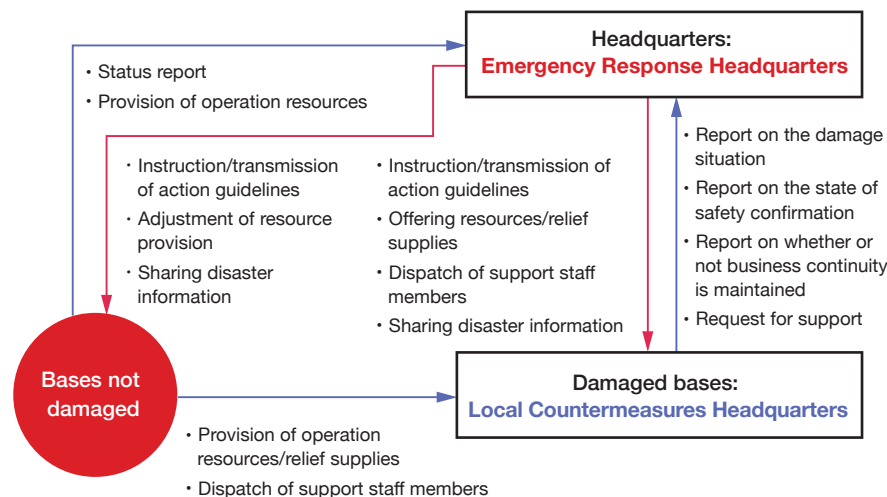 Headquarters:
Emergency Response Headquarters
・Status report
・Provision of operation resources
・Instruction/transmission
of action guidelines
・Adjustment of resource
provision
・Sharing disaster
information
・Instruction/transmission of
action guidelines
・Offering resources/relief
supplies
・Dispatch of support staff
members
・Sharing disaster information
・Report on the damage
situation
・Report on the state of
safety confirmation
・Report on whether or
not business continuity
is maintained
・Request for support
Bases not
damaged
Damaged bases:
Local Countermeasures Headquarters
・Provision of operation
resources/relief supplies
・Dispatch of support staff members